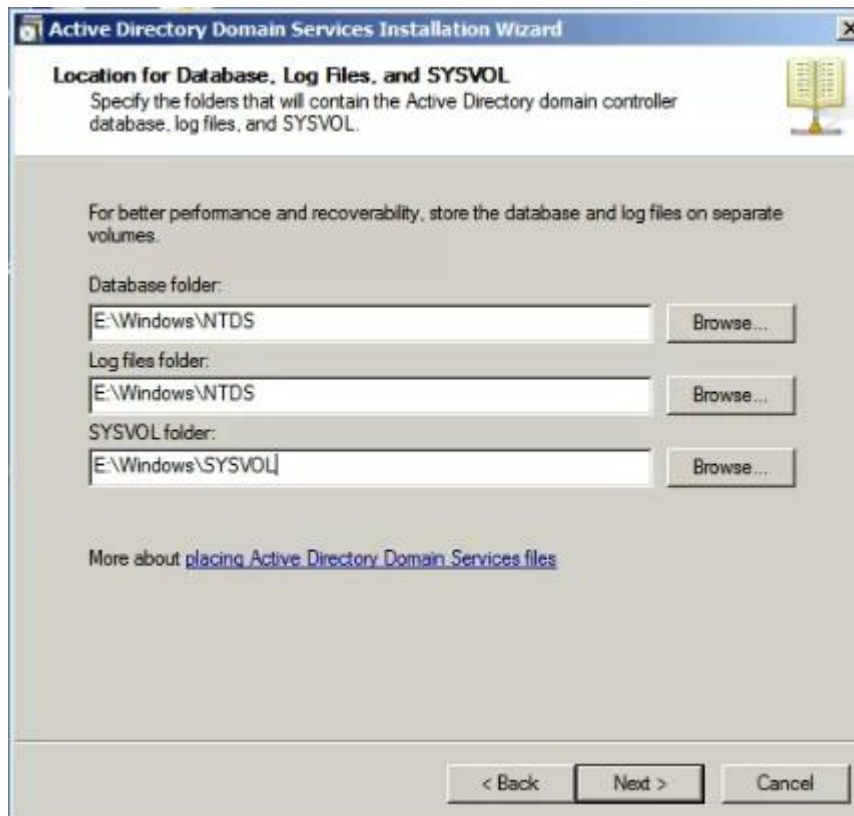 Active Directory Domain Services Installation Wizard
Location for Database, Log Files, and SYSVOL
Specify the folders that will contain the Active Directory domain controller
database, log files, and SYSVOL.
For better performance and recoverability, store the database and log files on separate
volumes.
Database folder:
E:\Windows\NTDS
Browse...
Log files folder:
E:\Windows\NTDS
Browse...
SYSVOL folder:
E:\Windows\SYSVOL
Browse...
More about placing Active Directory Domain Services files
< Back Next > Cancel